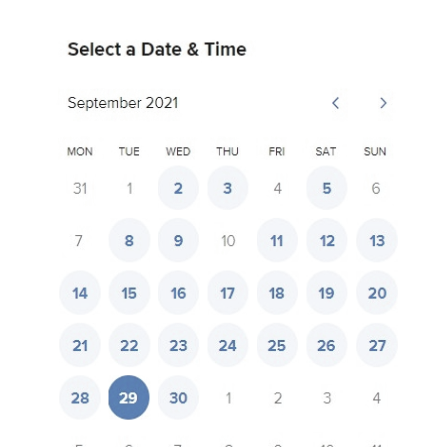 Select a Date & Time
September 2021
MON TUE WED THU FRI SAT SUN
31 1 2 3 4 5 6
7 8 9 10 11 12 13
14 15 16 17 18 19 20
21 22 23 24 25 26 27
28 29 30 1 2 3 4